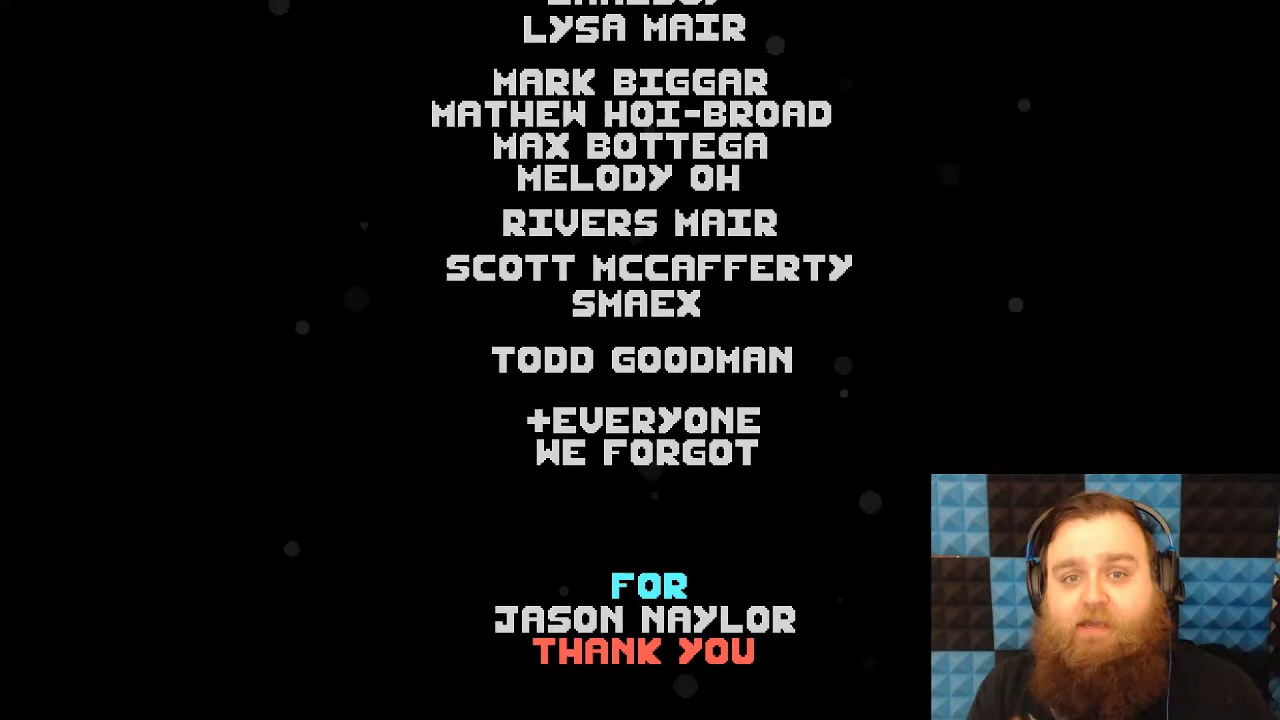 LYSA MAIR
MARK BIGGAR
MATHEW HOI-BROAD
MAX BOTTEGA
MELODY OH
RIVERS MAIR
SCOTT MCCAFFERTY
SMAEX
TODD GOODMAN
+EVERYONE
WE FORGOT
FOR
JASON NAYLOR
THANK YOU